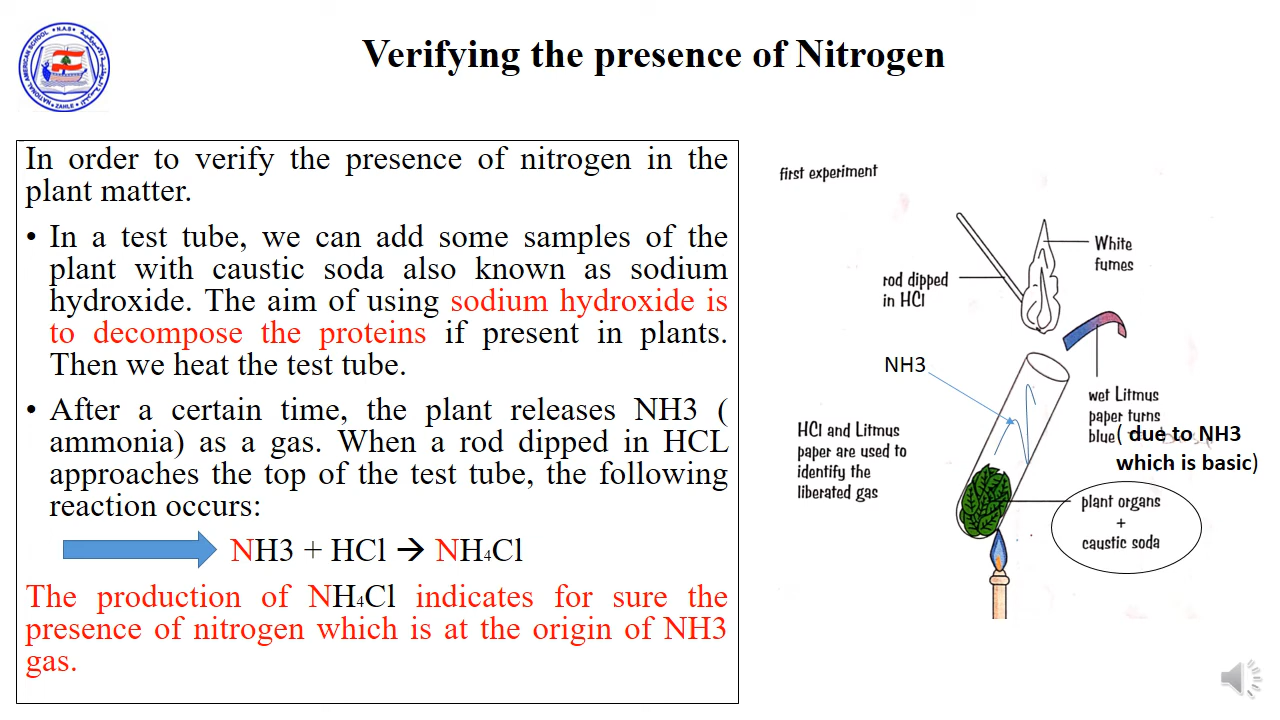 Verifying the presence of Nitrogen
NATIONAL AMERICAN SCHOOL
N.A.S
ZAHLE
In order to verify the presence of nitrogen in the
plant matter.
• In a test tube, we can add some samples of the
plant with caustic soda also known as sodium
hydroxide. The aim of using sodium hydroxide is
to decompose the proteins if present in plants.
Then we heat the test tube.
• After a certain time, the plant releases NH3 (
ammonia) as a gas. When a rod dipped in HCL
approaches the top of the test tube, the following
reaction occurs:
NH3 + HCl → NH₄Cl
The production of NH₄Cl indicates for sure the
presence of nitrogen which is at the origin of NH3
gas.
first experiment
White
fumes
rod dipped
in HCl
NH3
wet Litmus
paper turns
blue ( due to NH3
which is basic)
HCl and Litmus
paper are used to
identify the
liberated gas
plant organs
+
caustic soda